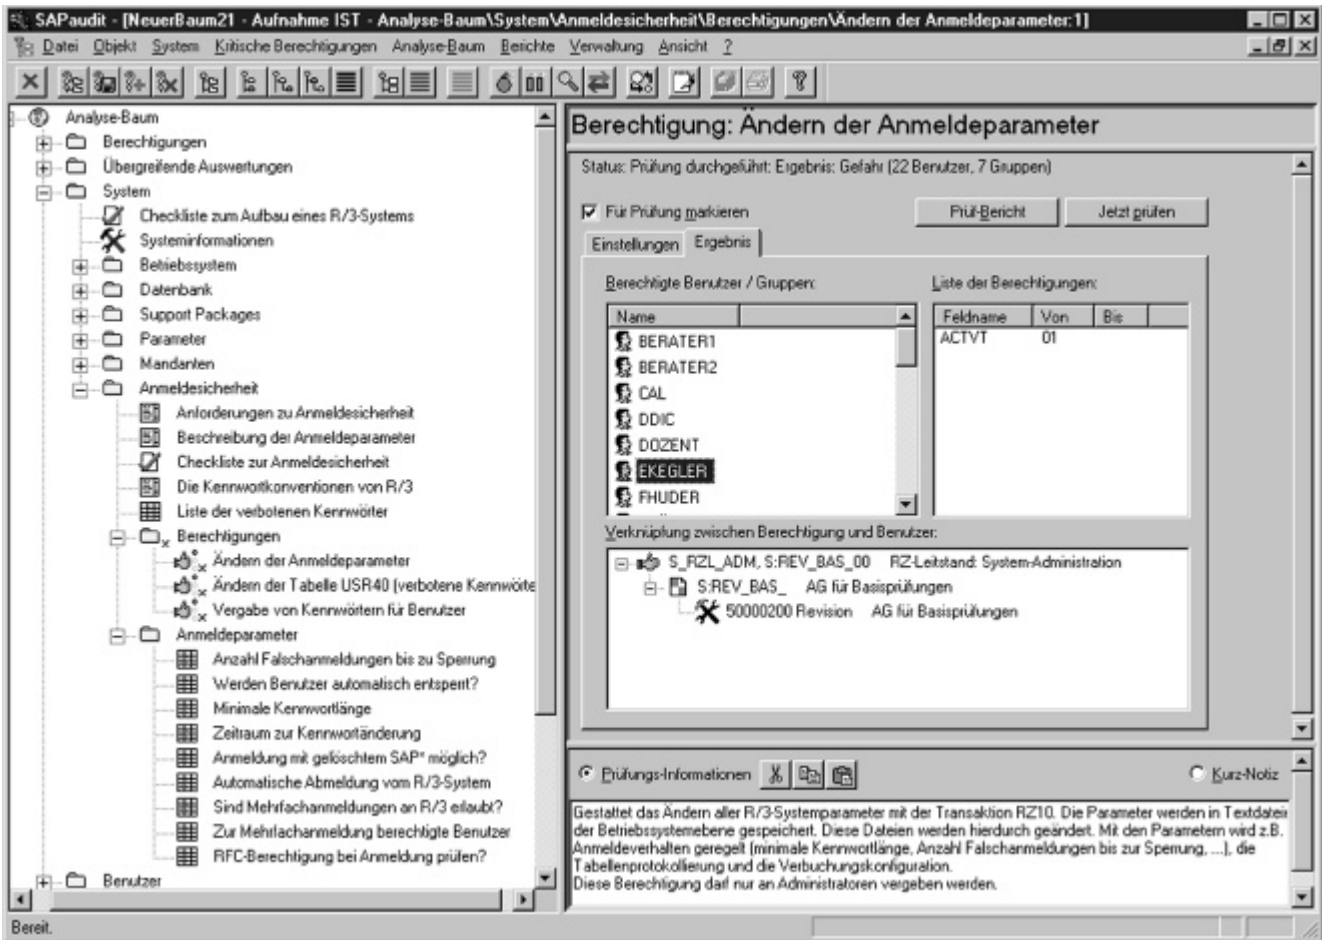 SAPaudit - [NeuerBaum21 - Aufnahme IST - Analyse-Baum\System\Anmeldesicherheit\Berechtigungen\Ändern der Anmeldeparameter:1]
Datei Objekt System Kritische Berechtigungen Analyse-Baum Berichte Verwaltung Ansicht ?
Analyse-Baum
Berechtigungen
Übergreifende Auswertungen
System
Checkliste zum Aufbau eines R/3-Systems
Systeminformationen
Betriebssystem
Datenbank
Support Packages
Parameter
Mandanten
Anmeldesicherheit
Anforderungen zu Anmeldesicherheit
Beschreibung der Anmeldeparameter
Checkliste zur Anmeldesicherheit
Die Kennwortkonventionen von R/3
Liste der verbotenen Kennwörter
Berechtigungen
Ändern der Anmeldeparameter
Ändern der Tabelle USR40 (verbotene Kennwörte
Vergabe von Kennwörtern für Benutzer
Anmeldeparameter
Anzahl Falschanmeldungen bis zu Sperrung
Werden Benutzer automatisch entsperrt?
Minimale Kennwortlänge
Zeitraum zur Kennwortänderung
Anmeldung mit gelöschtem SAP* möglich?
Automatische Abmeldung vom R/3-System
Sind Mehrfachanmeldungen an R/3 erlaubt?
Zur Mehrfachanmeldung berechtigte Benutzer
RFC-Berechtigung bei Anmeldung prüfen?
Benutzer
Berechtigung: Ändern der Anmeldeparameter
Status: Prüfung durchgeführt: Ergebnis: Gefahr (22 Benutzer, 7 Gruppen)
Für Prüfung markieren
Prüf-Bericht
Jetzt prüfen
Einstellungen Ergebnis
Berechtigte Benutzer / Gruppen:
Name
BERATER1
BERATER2
CAL
DDIC
DOZENT
EKEGLER
FHUDER
Liste der Berechtigungen:
Feldname Von Bis
ACTVT 01
Verknüpfung zwischen Berechtigung und Benutzer:
S_RZL_ADM, S:REV_BAS_00 RZ-Leitstand: System-Administration
S:REV_BAS_ AG für Basisprüfungen
50000200 Revision AG für Basisprüfungen
Prüfungs-Informationen
Kurz-Notiz
Gestattet das Ändern aller R/3-Systemparameter mit der Transaktion RZ10. Die Parameter werden in Textdatei
der Betriebssystemebene gespeichert. Diese Dateien werden hierdurch geändert. Mit den Parametern wird z.B.
Anmeldeverhalten geregelt (minimale Kennwortlänge, Anzahl Falschanmeldungen bis zur Sperrung, ...), die
Tabellenprotokollierung und die Verbuchungskonfiguration.
Diese Berechtigung darf nur an Administratoren vergeben werden.
Bereit.